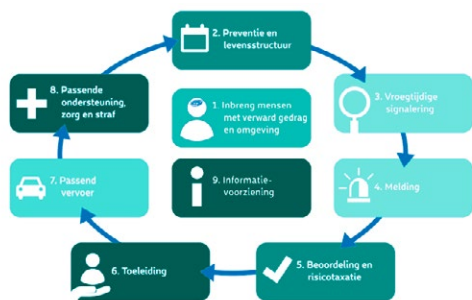 2. Preventie en
levensstructuur
8. Passende
ondersteuning,
zorg en straf
1. Inbreng mensen
met verward gedrag
en omgeving
3. Vroegtijdige
signalering
7. Passend
vervoer
9. Informatie-
voorziening
4. Melding
6. Toeleiding
5. Beoordeling en
risicotaxatie